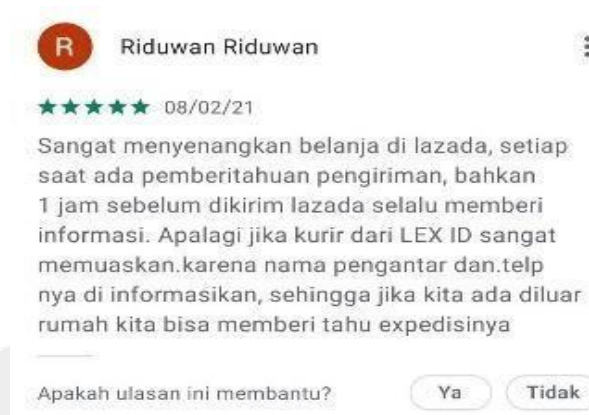 R
Riduwan Riduwan
08/02/21
Sangat menyenangkan belanja di lazada, setiap
saat ada pemberitahuan pengiriman, bahkan
1 jam sebelum dikirim lazada selalu memberi
informasi. Apalagi jika kurir dari LEX ID sangat
memuaskan.karena nama pengantar dan.telp
nya di informasikan, sehingga jika kita ada diluar
rumah kita bisa memberi tahu expedisinya
Apakah ulasan ini membantu? Ya Tidak